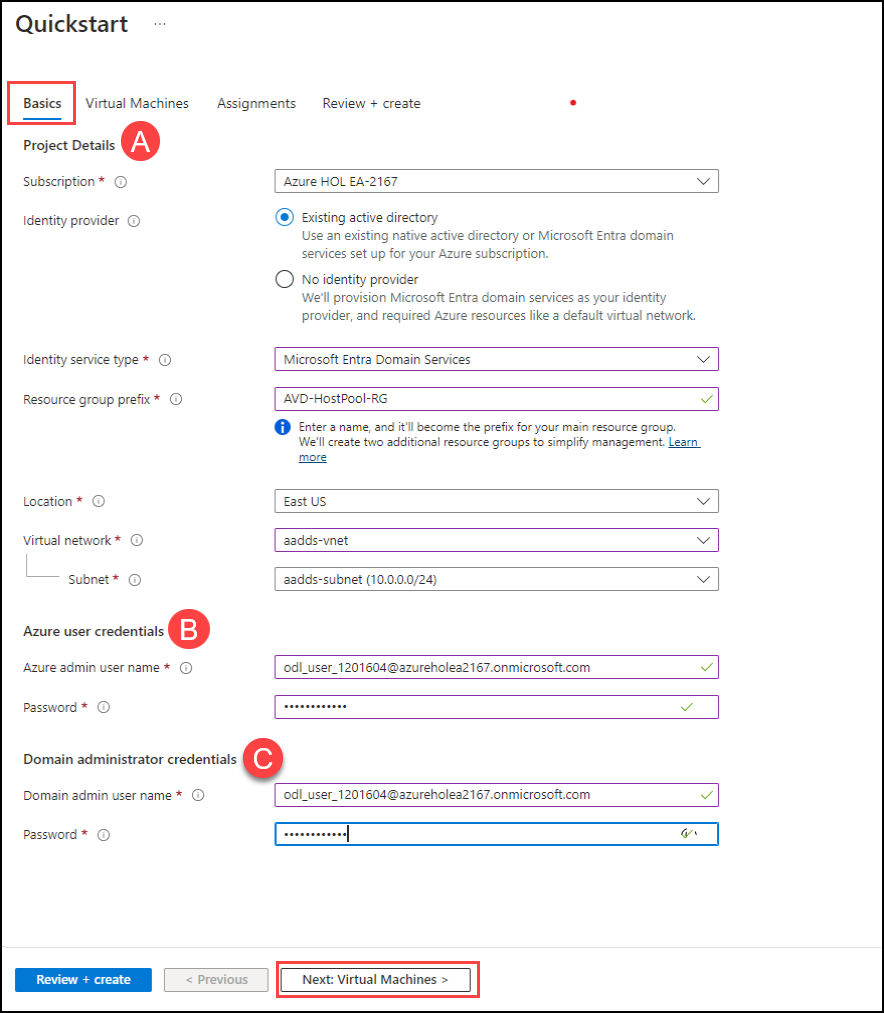 Quickstart ...
Basics Virtual Machines Assignments Review + create
Project Details A
Subscription * Azure HOL EA-2167
Identity provider Existing active directory
Use an existing native active directory or Microsoft Entra domain
services set up for your Azure subscription.
No identity provider
We'll provision Microsoft Entra domain services as your identity
provider, and required Azure resources like a default virtual network.
Identity service type * Microsoft Entra Domain Services
Resource group prefix * AVD-HostPool-RG
Enter a name, and it'll become the prefix for your main resource group.
We'll create two additional resource groups to simplify management. Learn
more
Location * East US
Virtual network * aadds-vnet
Subnet * aadds-subnet (10.0.0.0/24)
Azure user credentials B
Azure admin user name * odl_user_1201604@azureholea2167.onmicrosoft.com
Password * ••••••••••••
Domain administrator credentials C
Domain admin user name * odl_user_1201604@azureholea2167.onmicrosoft.com
Password * ••••••••••••
Review + create < Previous Next: Virtual Machines >